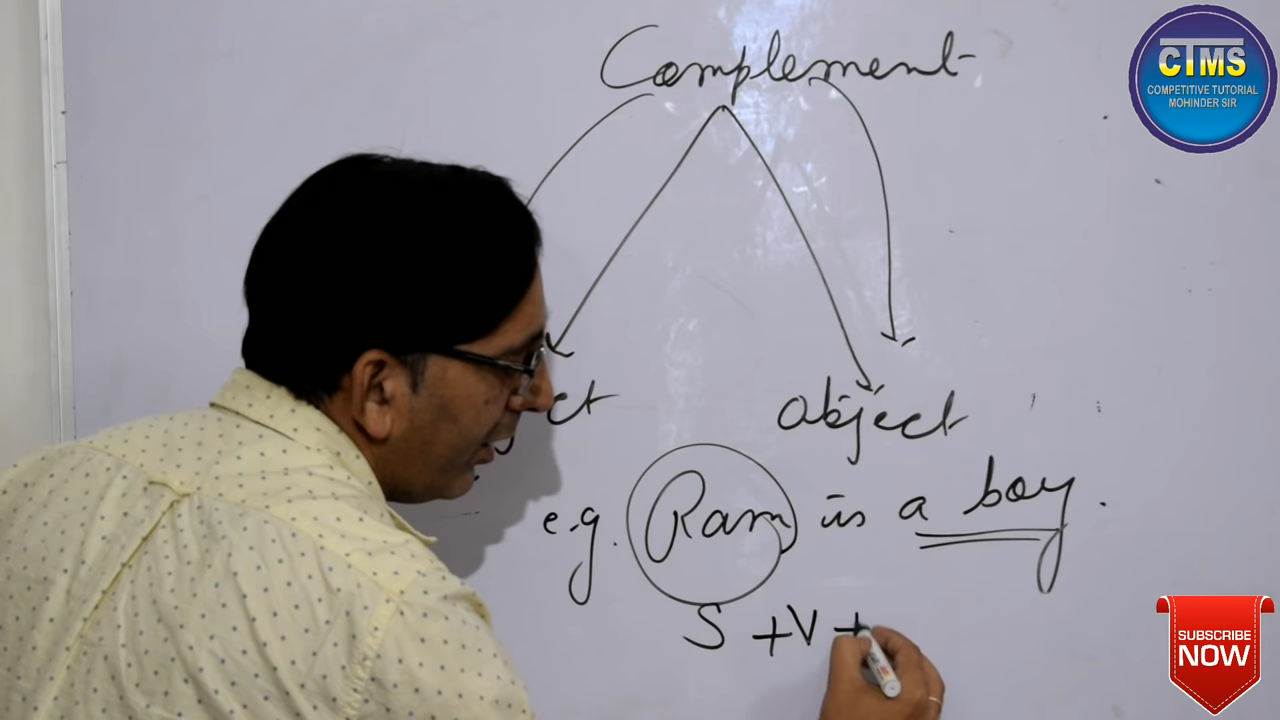 Complement
CTMS
COMPETITIVE TUTORIAL
MOHINDER SIR
ct
object
e.g. Ram is a boy.
S + V +
SUBSCRIBE
NOW